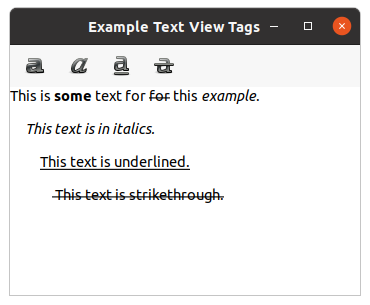 Example Text View Tags
a a a a
This is some text for for this example.
This text is in italics.
This text is underlined.
This text is strikethrough.